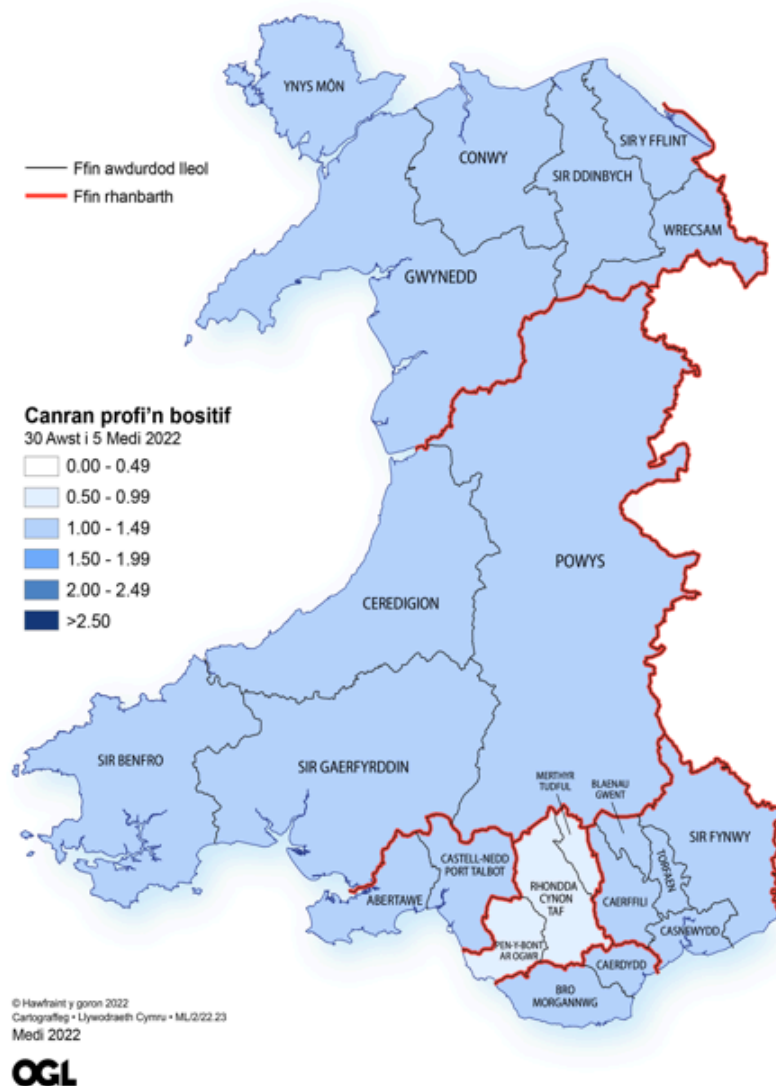 YNYS MÔN
Ffin awdurdod lleol
Ffin rhanbarth
CONWY
SIR DDINBYCH
SIR Y FFLINT
WRECSAM
GWYNEDD
Canran profi'n bositif
30 Awst i 5 Medi 2022
0.00 - 0.49
0.50 - 0.99
1.00 - 1.49
1.50 - 1.99
2.00 - 2.49
>2.50
POWYS
CEREDIGION
SIR BENFRO
SIR GAERFYRDDIN
MERTHYR
TUDFUL
BLAENAU
GWENT
SIR FYNWY
TORFAEN
CASTELL-NEDD
PORT TALBOT
ABERTAWE
RHONDDA
CYNON
TAF
CAERFFILI
CASNEWYDD
PEN-Y-BONT
AR OGWR
CAERDYDD
BRO
MORGANNWG
© Hawlfraint y goron 2022
Cartograffeg • Llywodraeth Cymru • ML/2/22.23
Medi 2022
OGL